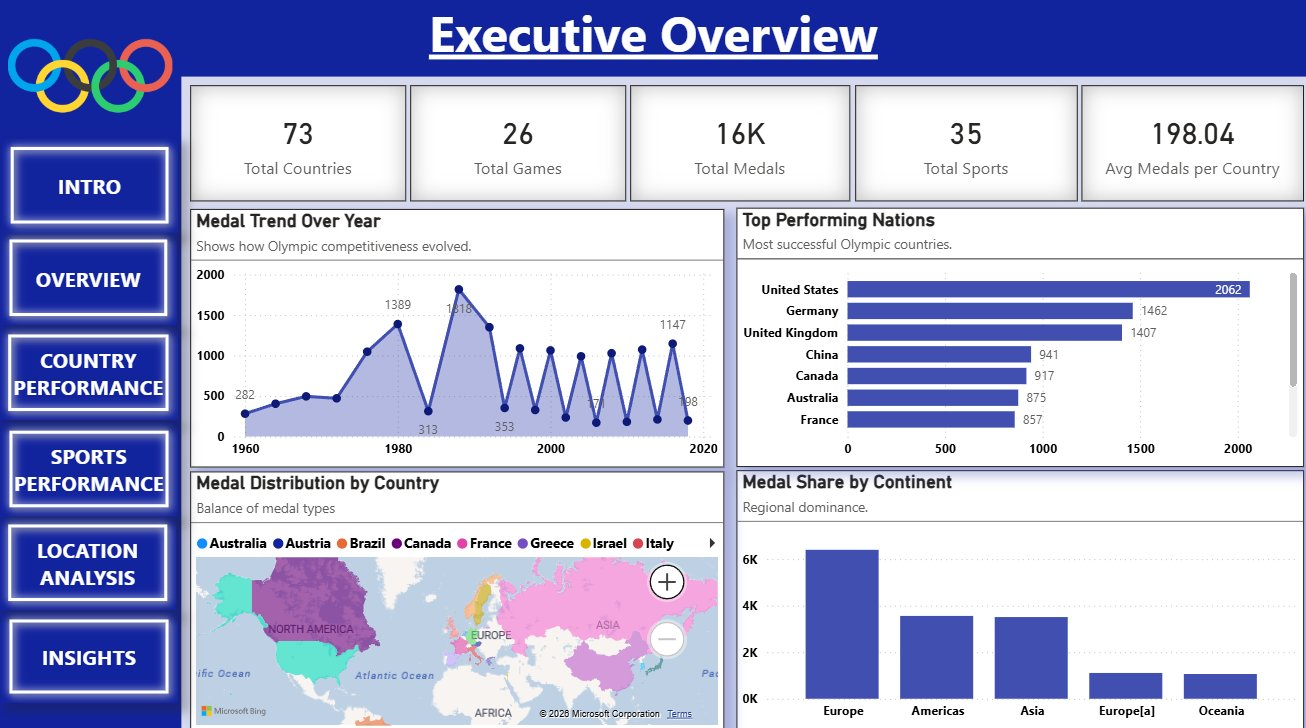 Executive Overview
INTRO
OVERVIEW
COUNTRY
PERFORMANCE
SPORTS
PERFORMANCE
LOCATION
ANALYSIS
INSIGHTS
73
Total Countries
26
Total Games
16K
Total Medals
35
Total Sports
198.04
Avg Medals per Country
Medal Trend Over Year
Shows how Olympic competitiveness evolved.
2000
1500
1000
500
0
282
1389
313
1818
353
171
1147
198
1960
1980
2000
2020
Top Performing Nations
Most successful Olympic countries.
United States 2062
Germany 1462
United Kingdom 1407
China 941
Canada 917
Australia 875
France 857
0 500 1000 1500 2000
Medal Distribution by Country
Balance of medal types
Australia Austria Brazil Canada France Greece Israel Italy
NORTH AMERICA
EUROPE
ASIA
ific Ocean
Atlantic Ocean
Pac
AFRICA
Microsoft Bing
© 2026 Microsoft Corporation Terms
Medal Share by Continent
Regional dominance.
6K
4K
2K
0K
Europe Americas Asia Europe[a] Oceania